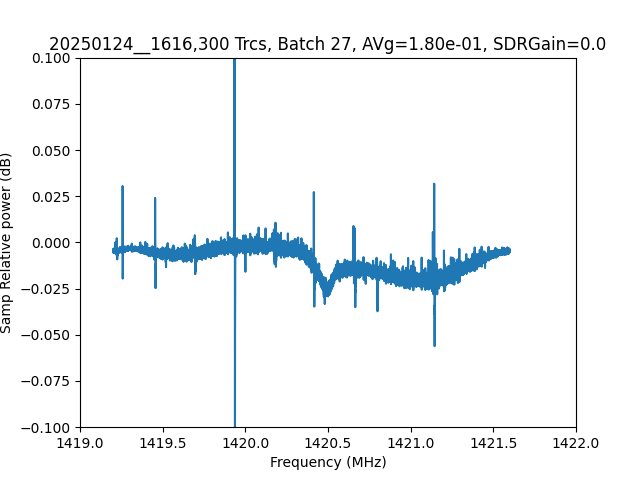 20250124__1616,300 Trcs, Batch 27, AVg=1.80e-01, SDRGain=0.0
0.100
0.075
0.050
0.025
0.000
−0.025
−0.050
−0.075
−0.100
Samp Relative power (dB)
1419.0 1419.5 1420.0 1420.5 1421.0 1421.5 1422.0
Frequency (MHz)